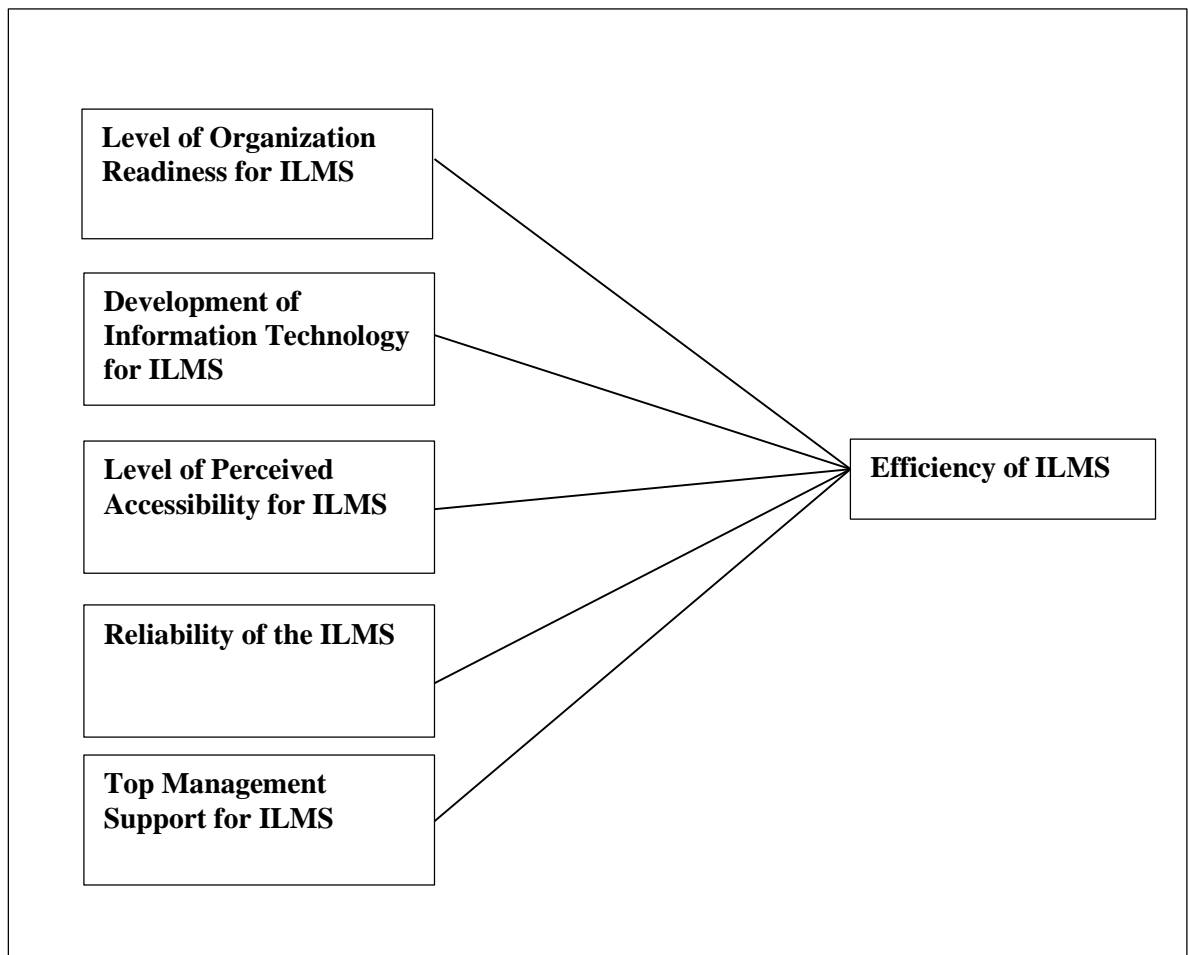 Level of Organization
Readiness for ILMS
Development of
Information Technology
for ILMS
Level of Perceived
Accessibility for ILMS
Reliability of the ILMS
Top Management
Support for ILMS
Efficiency of ILMS